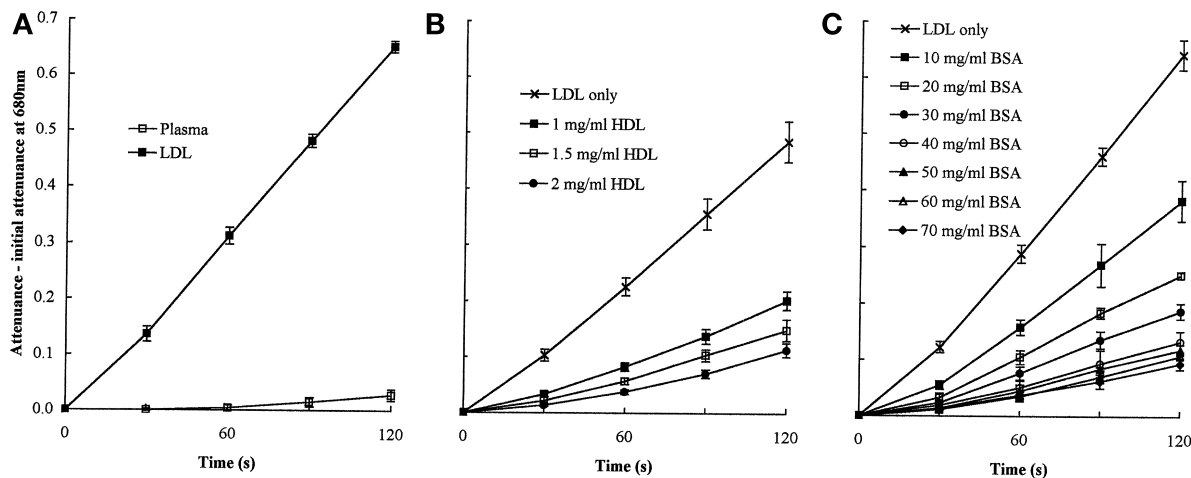 A
Attenuance - initial attenuance at 680nm
0.7
0.6
0.5
0.4
0.3
0.2
0.1
0.0
Plasma
LDL
0
60
120
Time (s)
B
LDL only
1 mg/ml HDL
1.5 mg/ml HDL
2 mg/ml HDL
0
60
120
Time (s)
C
LDL only
10 mg/ml BSA
20 mg/ml BSA
30 mg/ml BSA
40 mg/ml BSA
50 mg/ml BSA
60 mg/ml BSA
70 mg/ml BSA
0
60
120
Time (s)